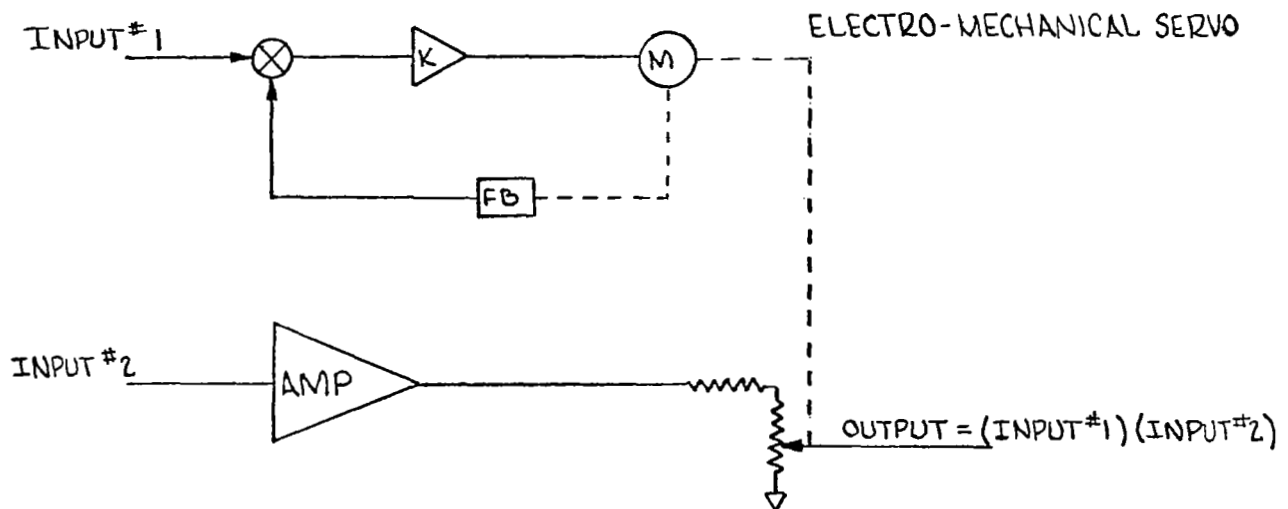 ELECTRO-MECHANICAL SERVO
INPUT #1
K
M
FB
INPUT #2
AMP
OUTPUT = (INPUT #1) (INPUT #2)